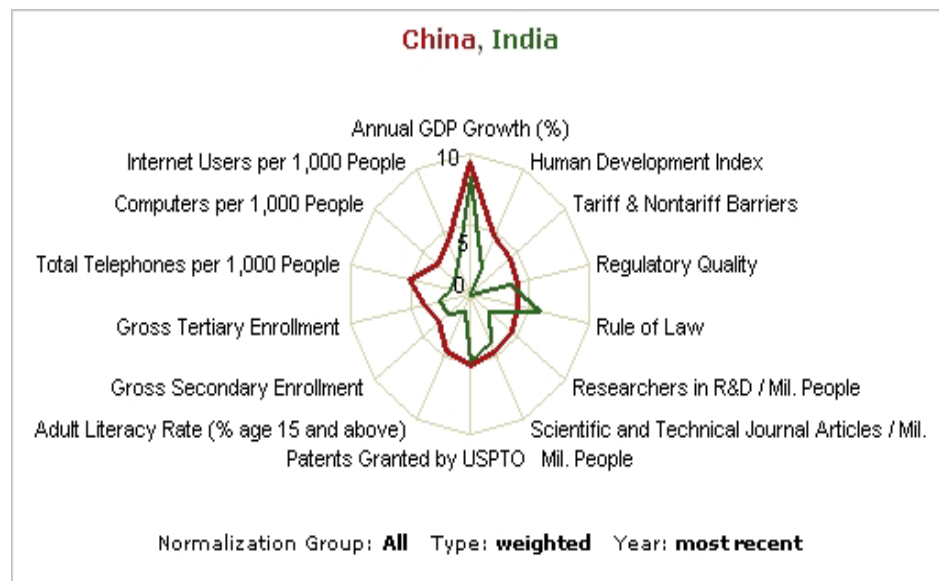 China, India
Annual GDP Growth (%)
Internet Users per 1,000 People
10
Human Development Index
Computers per 1,000 People
Tariff & Nontariff Barriers
5
Total Telephones per 1,000 People
Regulatory Quality
0
Gross Tertiary Enrollment
Rule of Law
Gross Secondary Enrollment
Researchers in R&D / Mil. People
Adult Literacy Rate (% age 15 and above)
Scientific and Technical Journal Articles / Mil.
Patents Granted by USPTO Mil. People
Normalization Group: All Type: weighted Year: most recent